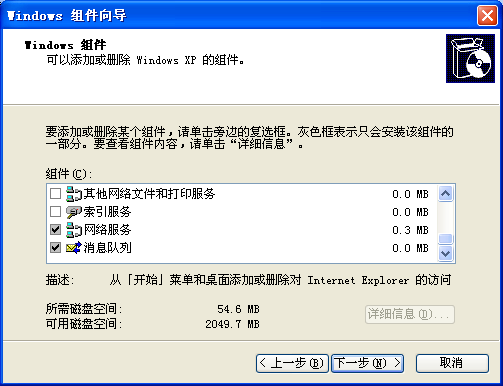 Windows 组件向导
Windows 组件
可以添加或删除 Windows XP 的组件。
要添加或删除某个组件，请单击旁边的复选框。灰色框表示只会安装该组件的
一部分。要查看组件内容，请单击“详细信息”。
组件(C):
其他网络文件和打印服务 0.0 MB
索引服务 0.0 MB
网络服务 0.3 MB
消息队列 0.0 MB
描述: 从「开始」菜单和桌面添加或删除对 Internet Explorer 的访问
所需磁盘空间: 54.6 MB
可用磁盘空间: 2049.7 MB
详细信息(D)...
< 上一步(B) 下一步(N) > 取消